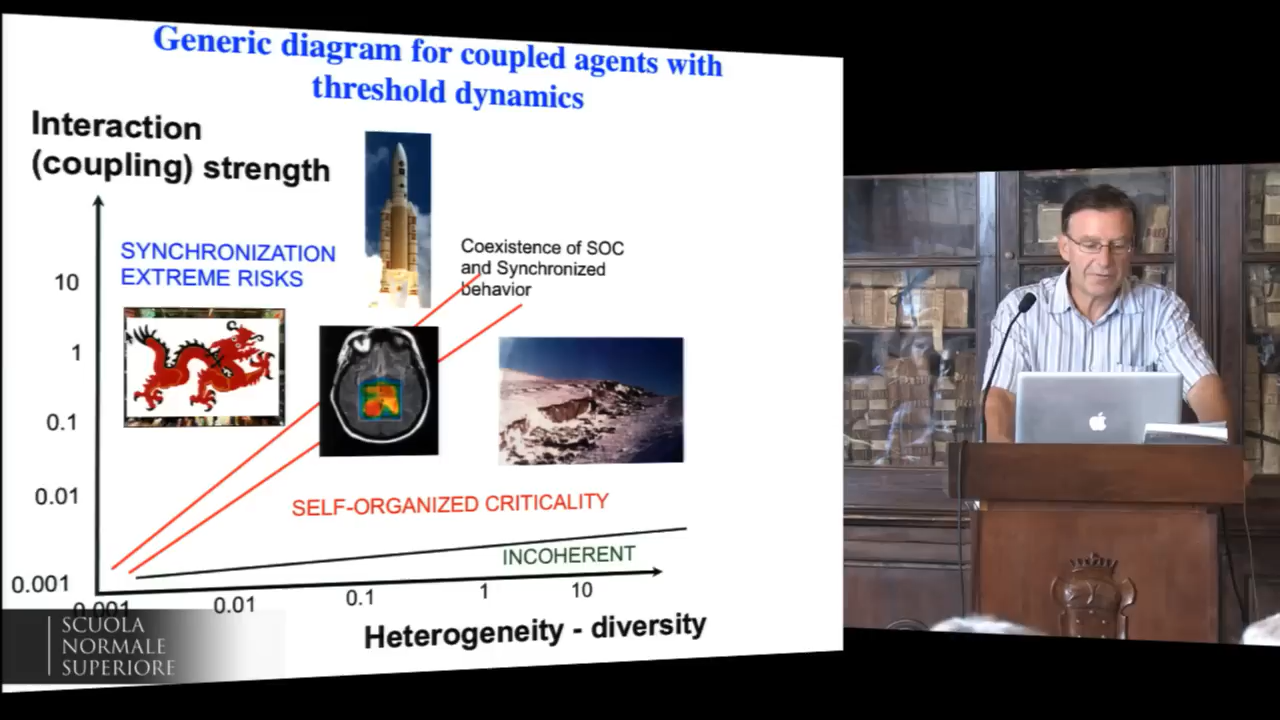 Generic diagram for coupled agents with
threshold dynamics
Interaction
(coupling) strength
SYNCHRONIZATION
EXTREME RISKS
Coexistence of SOC
and Synchronized
behavior
10
1
0.1
0.01
0.001
SELF-ORGANIZED CRITICALITY
INCOHERENT
0.001
0.01
0.1
1
10
Heterogeneity - diversity
SCUOLA
NORMALE
SUPERIORE